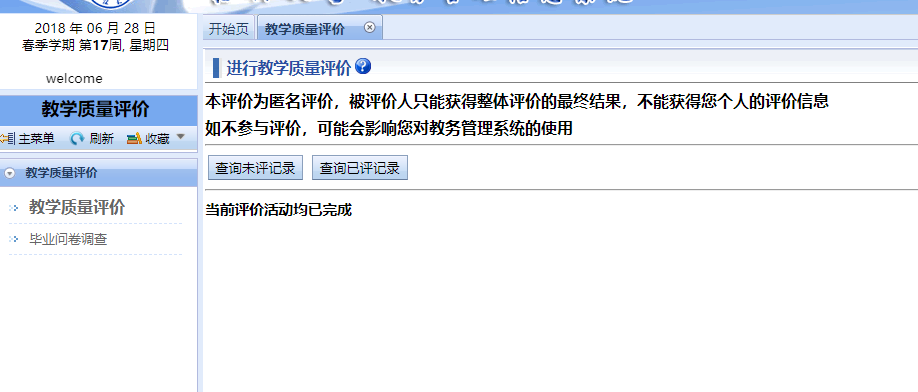 2018 年 06 月 28 日
春季学期 第17周, 星期四
welcome
教学质量评价
主菜单 刷新 收藏
教学质量评价
教学质量评价
毕业问卷调查
开始页 教学质量评价
进行教学质量评价
本评价为匿名评价，被评价人只能获得整体评价的最终结果，不能获得您个人的评价信息
如不参与评价，可能会影响您对教务管理系统的使用
查询未评记录 查询已评记录
当前评价活动均已完成